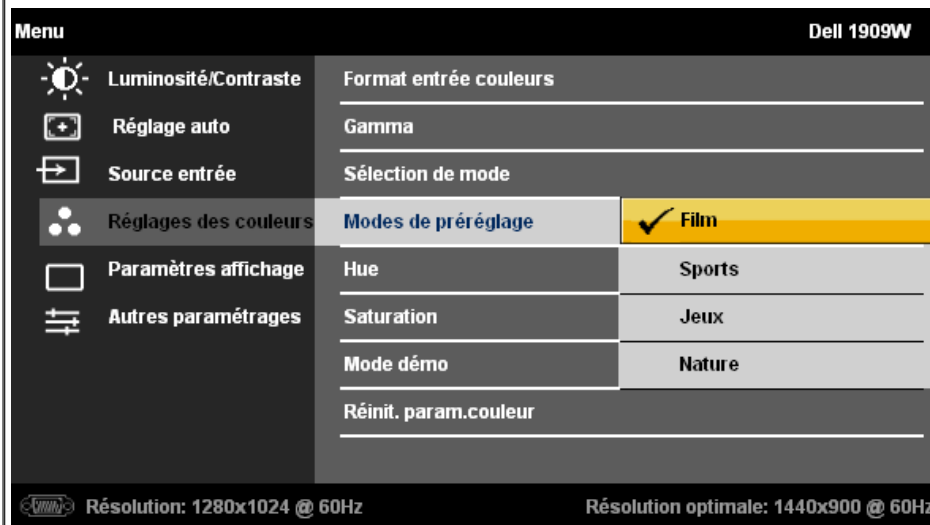 Menu Dell 1909W
Luminosité/Contraste Format entrée couleurs
Réglage auto Gamma
Source entrée Sélection de mode
Réglages des couleurs Modes de préréglage Film
Paramètres affichage Hue Sports
Autres paramétrages Saturation Jeux
Mode démo Nature
Réinit. param.couleur
Résolution: 1280x1024 @ 60Hz Résolution optimale: 1440x900 @ 60Hz